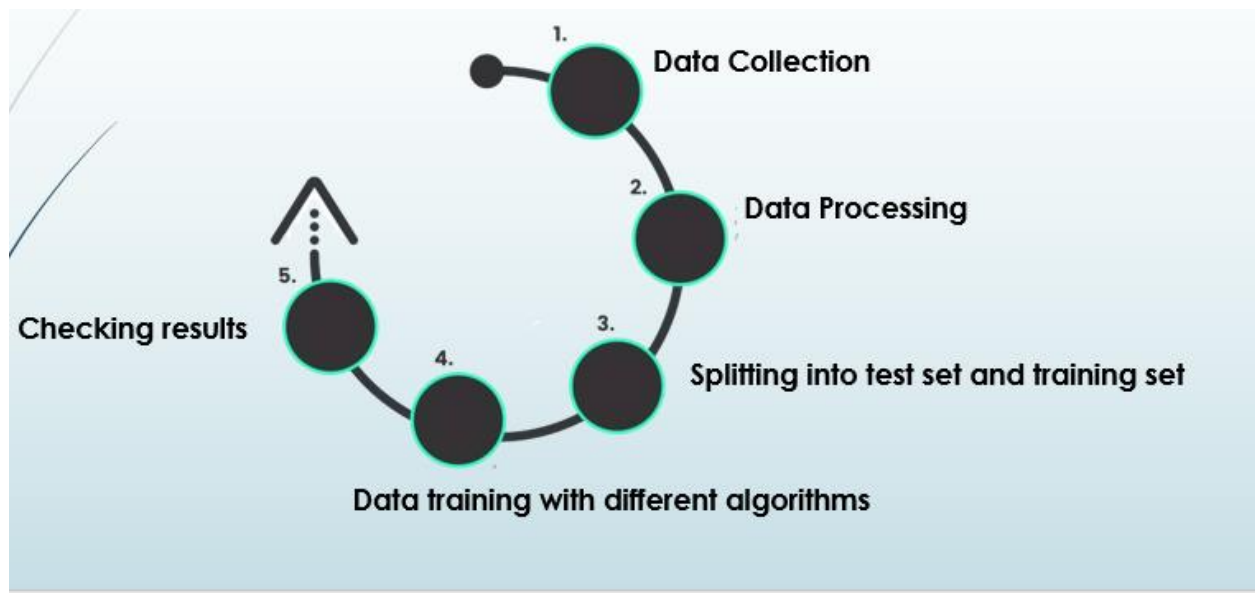 1.
Data Collection
2.
Data Processing
3.
Splitting into test set and training set
4.
Data training with different algorithms
5.
Checking results